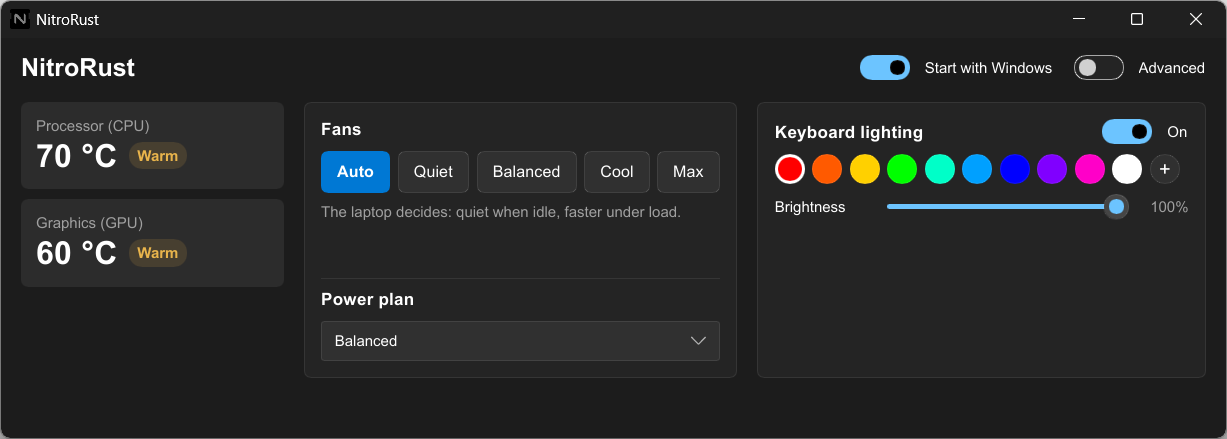 NitroRust
NitroRust
Start with Windows
Advanced
Processor (CPU)
70 °C Warm
Graphics (GPU)
60 °C Warm
Fans
Auto Quiet Balanced Cool Max
The laptop decides: quiet when idle, faster under load.
Power plan
Balanced
Keyboard lighting On
+
Brightness 100%